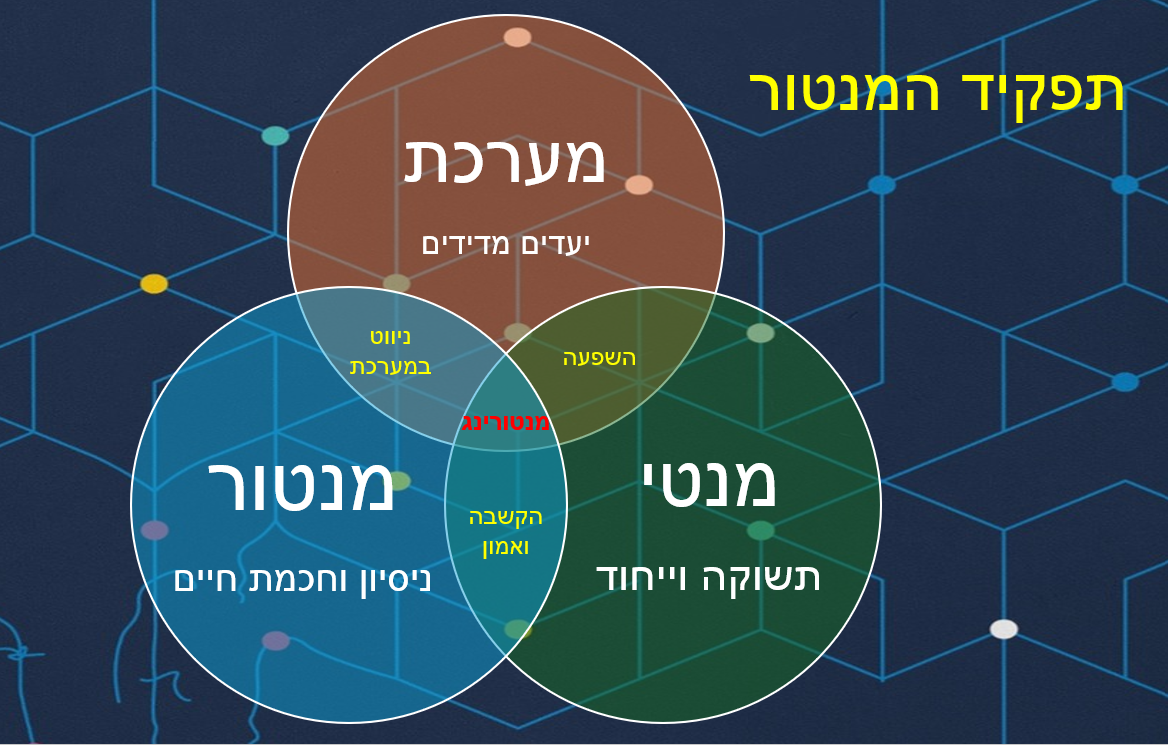 תפקיד המנטור
מערכת
יעדים מדידים
ניווט
במערכת
השפעה
מנטורינג
מנטי
מנטור
הקשבה
ואמון
תשוקה וייחוד
ניסיון וחכמת חיים